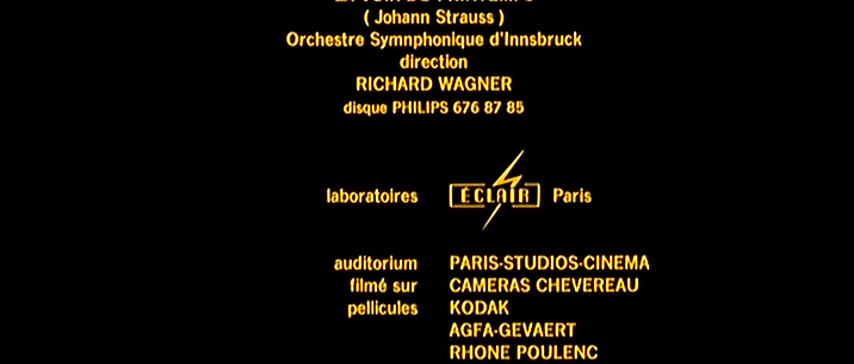 ( Johann Strauss )
Orchestre Symnphonique d'Innsbruck
direction
RICHARD WAGNER
disque PHILIPS 676 87 85
laboratoires ÉCLAIR Paris
auditorium PARIS-STUDIOS-CINEMA
filmé sur CAMERAS CHEVEREAU
pellicules KODAK
AGFA-GEVAERT
RHONE POULENC